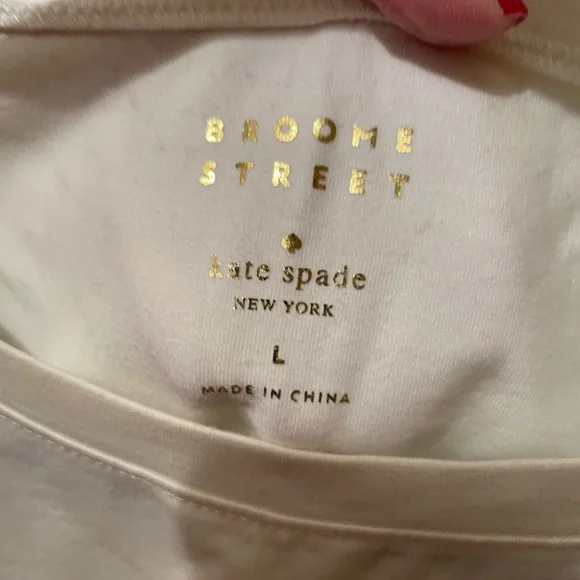 BROOME
STREET
kate spade
NEW YORK
L
MADE IN CHINA